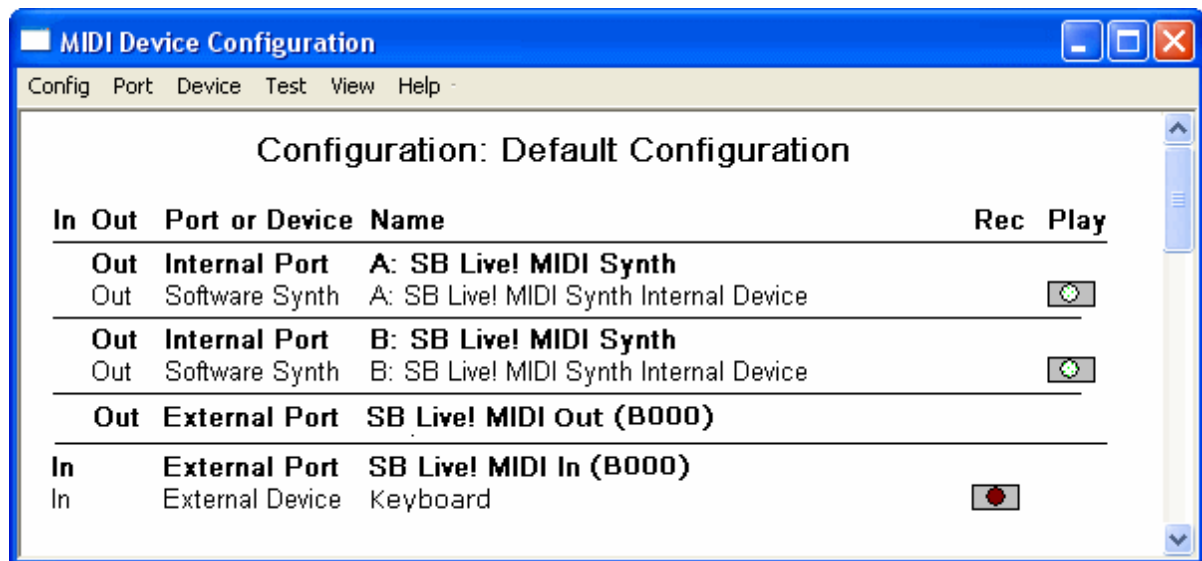 MIDI Device Configuration
Config Port Device Test View Help
Configuration: Default Configuration
In Out Port or Device Name Rec Play
Out Internal Port A: SB Live! MIDI Synth
Out Software Synth A: SB Live! MIDI Synth Internal Device
Out Internal Port B: SB Live! MIDI Synth
Out Software Synth B: SB Live! MIDI Synth Internal Device
Out External Port SB Live! MIDI Out (B000)
In External Port SB Live! MIDI In (B000)
In External Device Keyboard